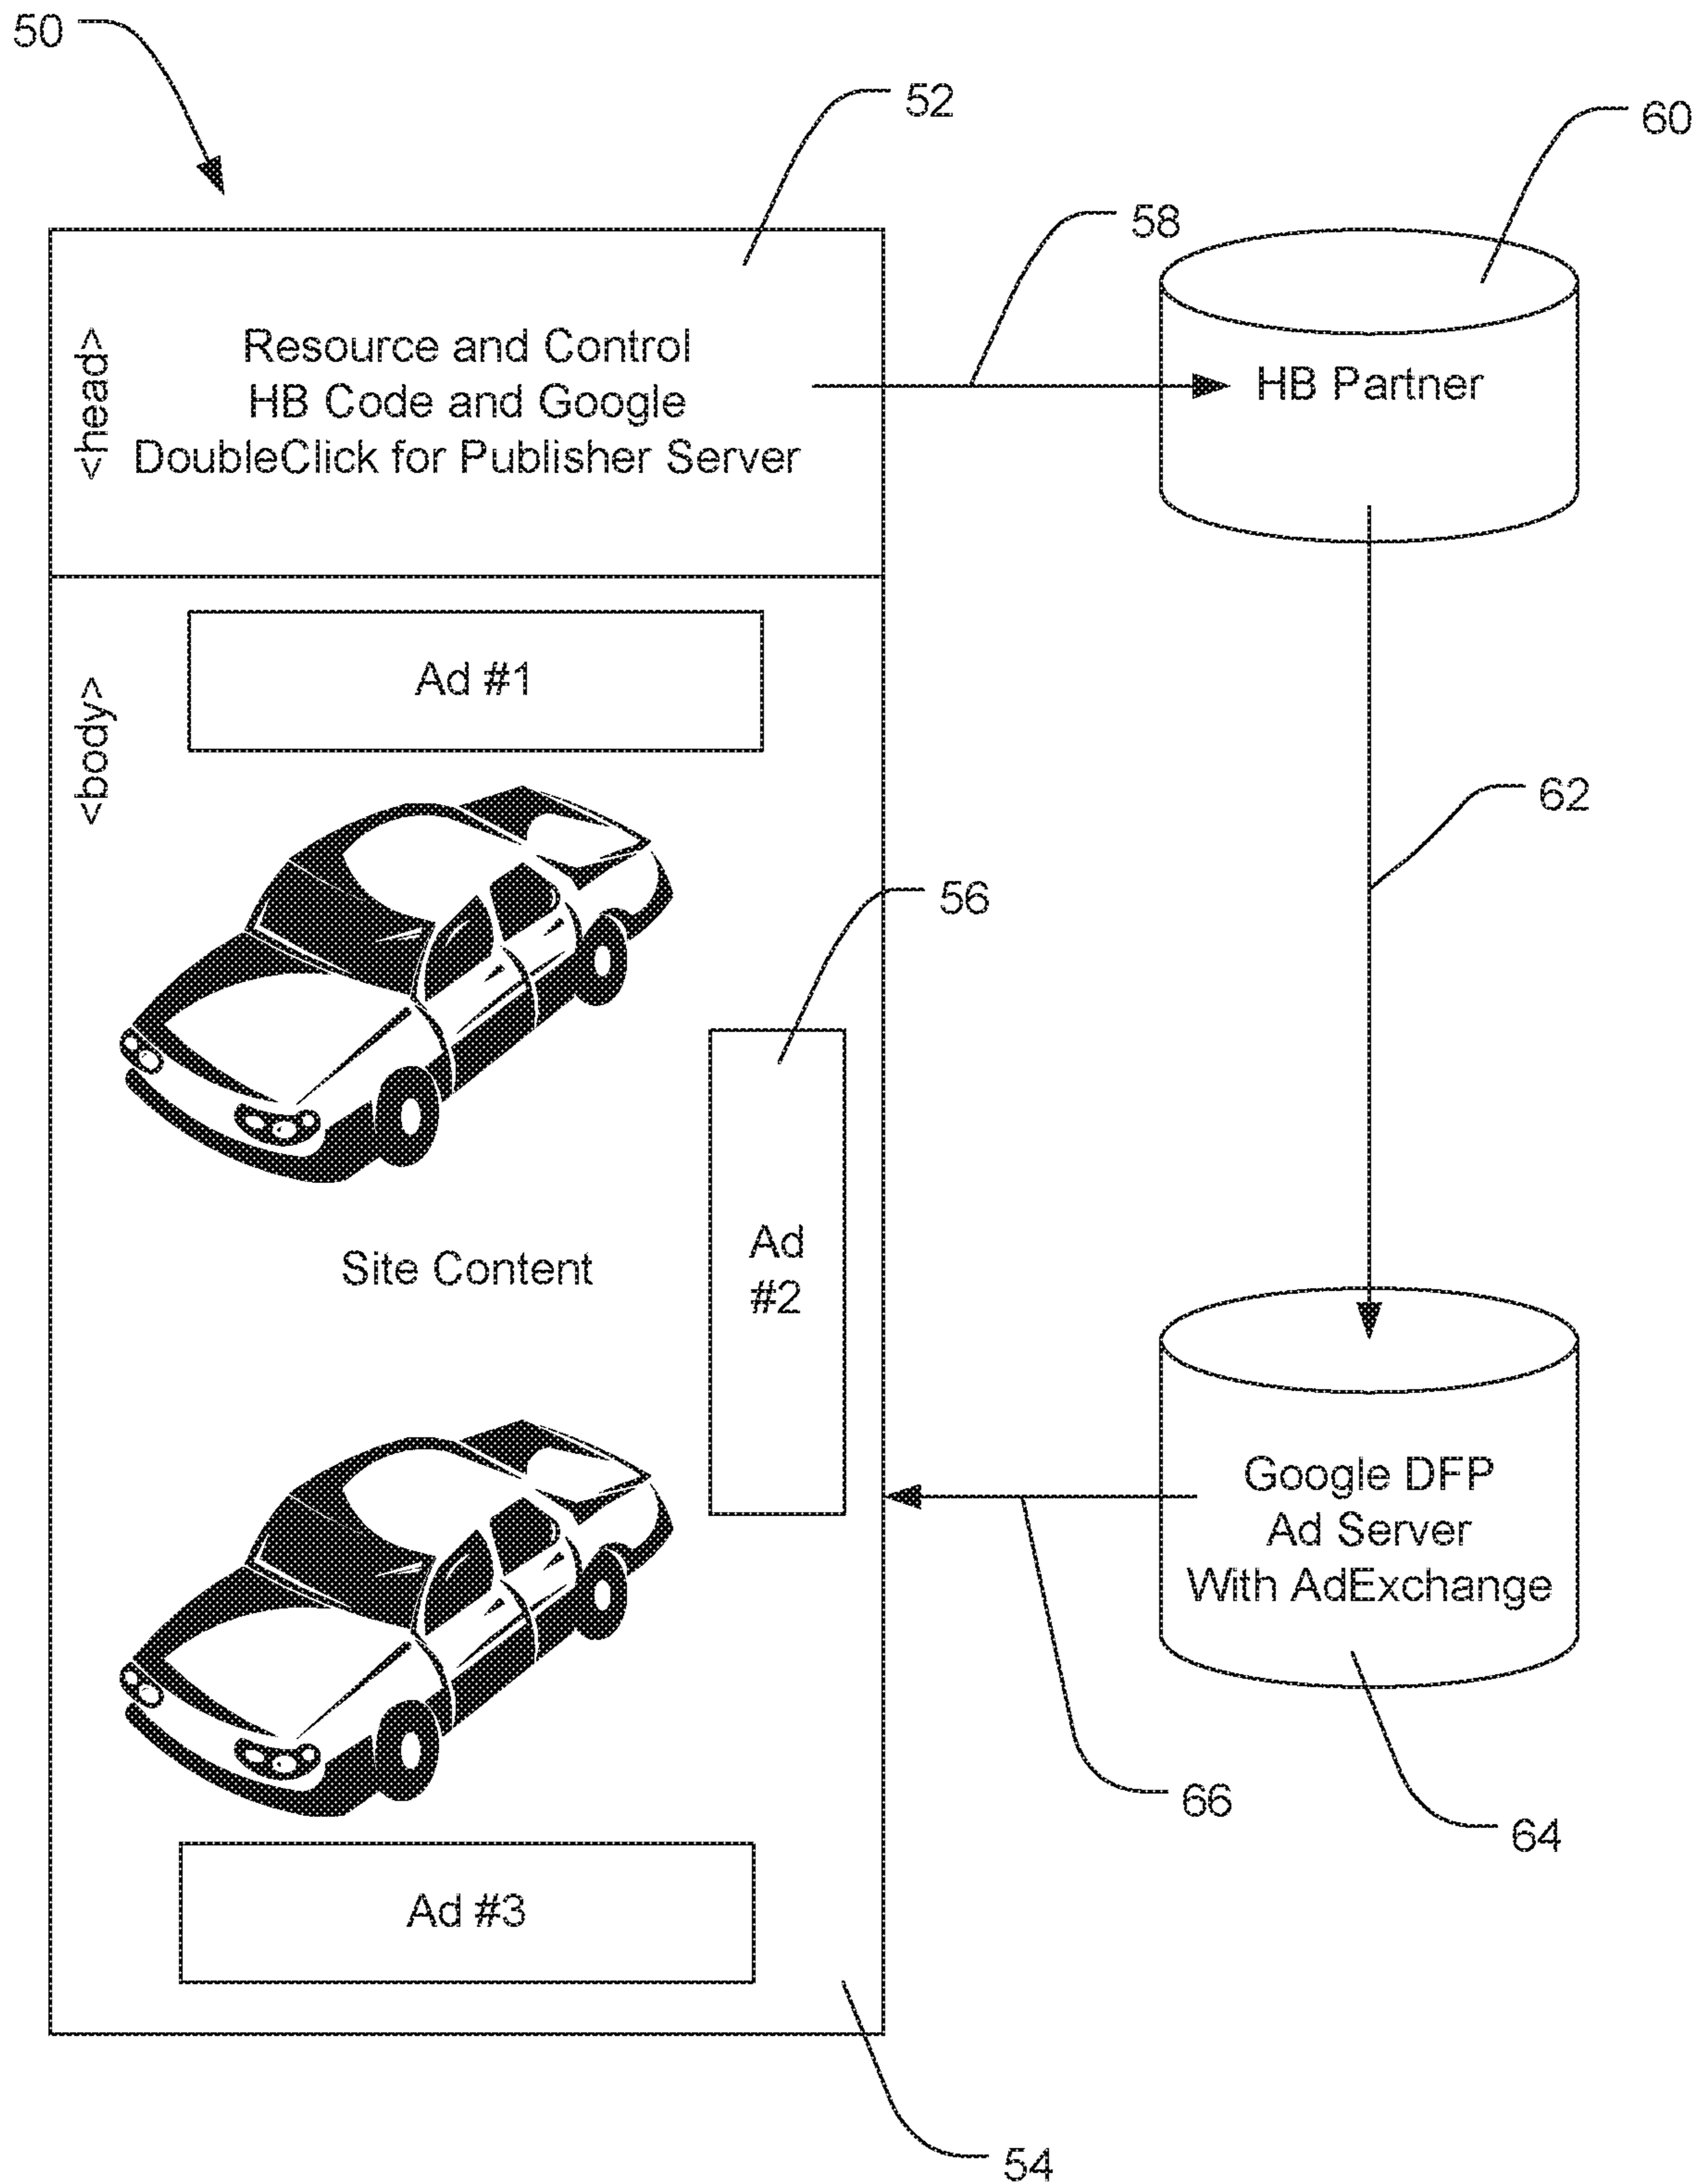 50
52
60
58
<head>
Resource and Control
HB Code and Google
DoubleClick for Publisher Server
HB Partner
Ad #1
<body>
62
56
Ad
#2
Site Content
Google DFP
Ad Server
With AdExchange
66
64
Ad #3
54